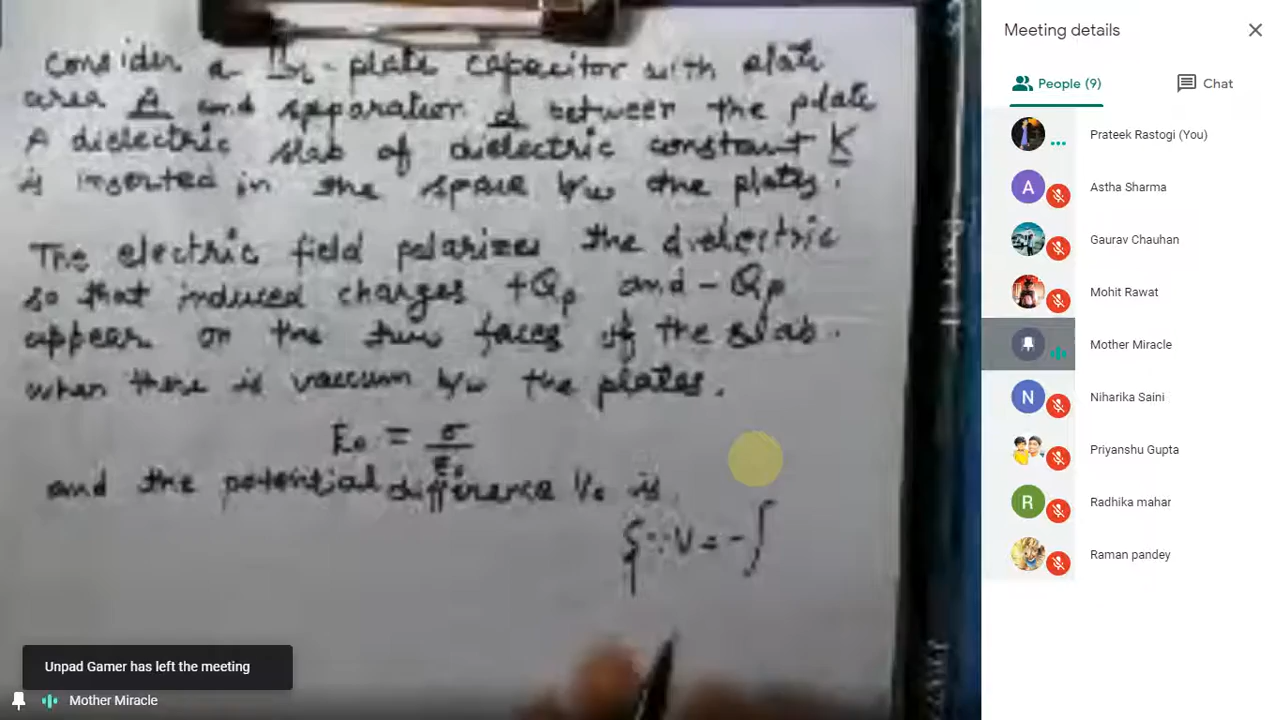 consider a ||el-plate capacitor with plate
area A and separation d between the plate
A dielectric slab of dielectric constant K
is inserted in the space b/w the plates.
The electric field polarizes the dielectric
so that induced charges +Qp and - Qp
appear on the two faces of the slab.
when there is vaccum b/w the plates.
E₀ = σ/ε₀
and the potential difference V₀ is
{∵ V = -∫
Unpad Gamer has left the meeting
Mother Miracle
Meeting details
People (9)
Chat
Prateek Rastogi (You)
A
Astha Sharma
Gaurav Chauhan
Mohit Rawat
Mother Miracle
N
Niharika Saini
Priyanshu Gupta
R
Radhika mahar
Raman pandey